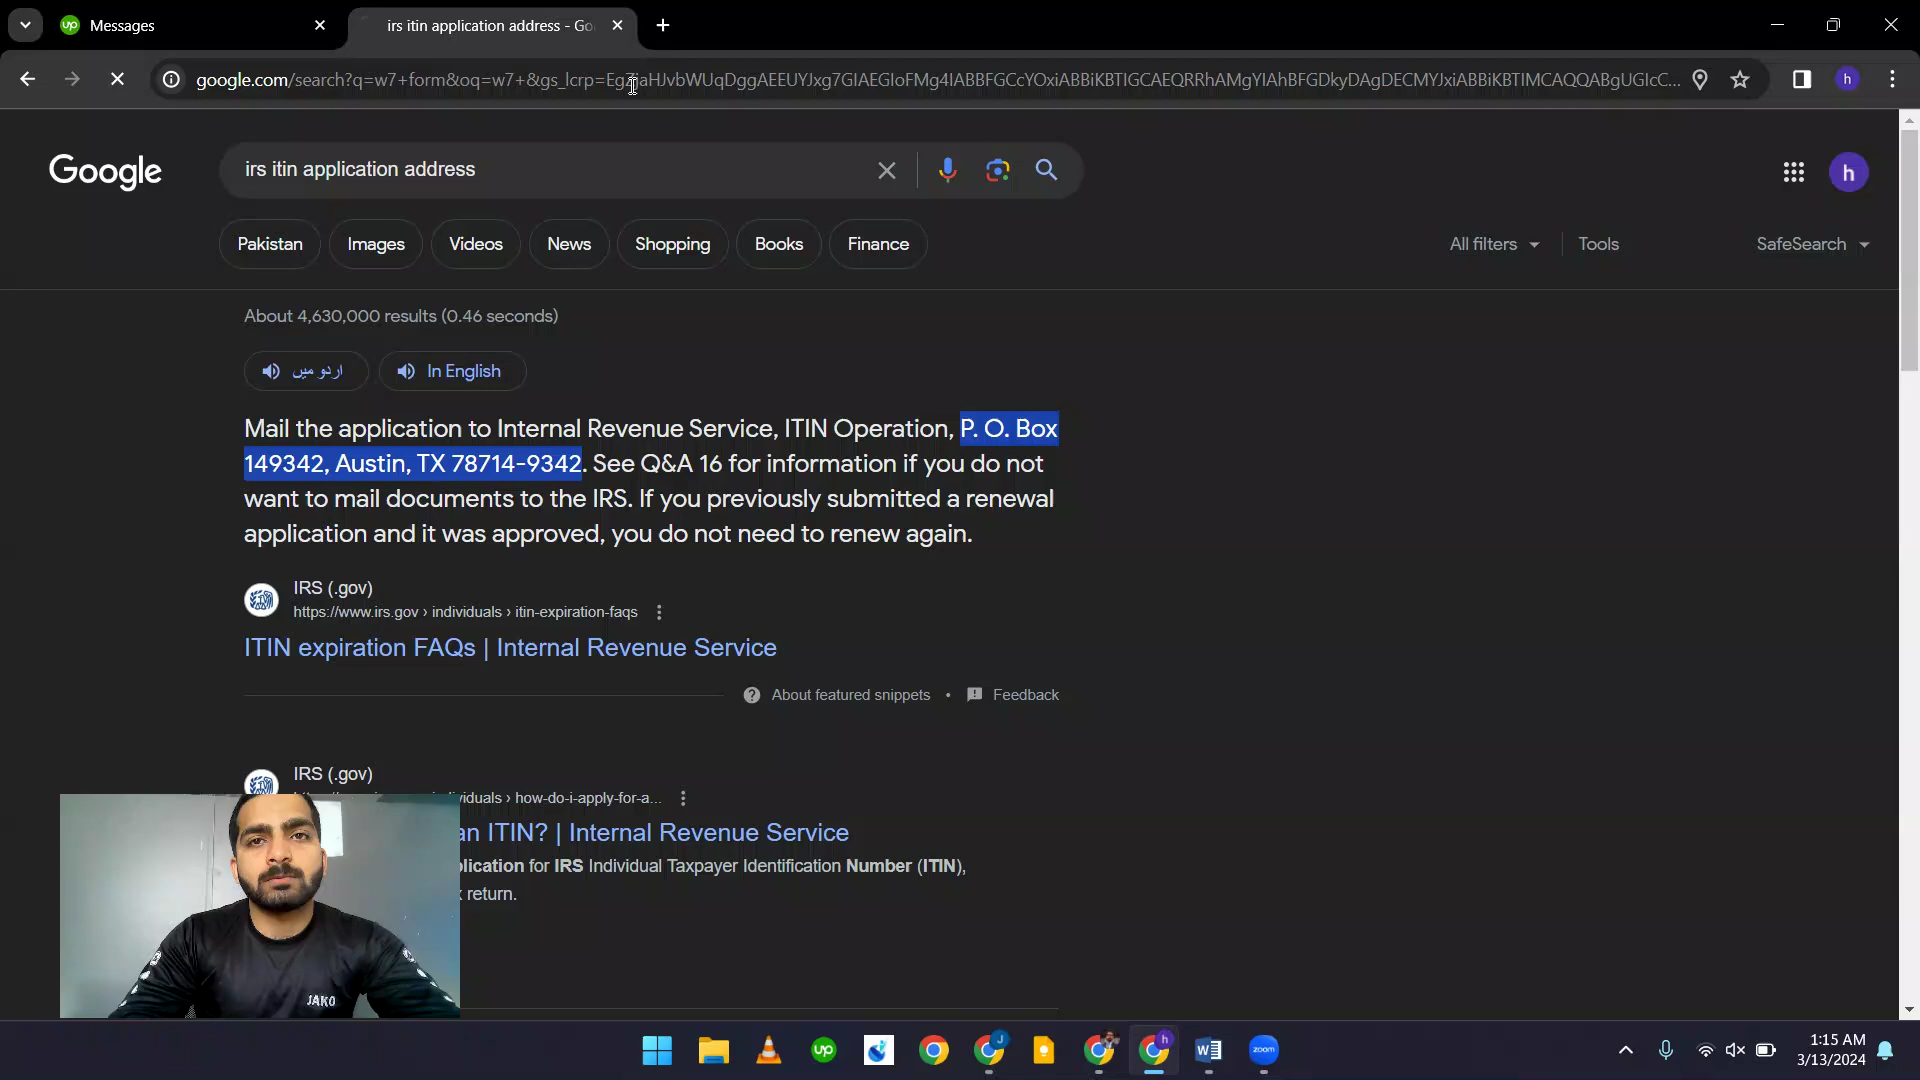 Messages
irs itin application address - Go
google.com/search?q=w7+form&oq=w7+&gs_lcrp=
Google
irs itin application address
h
Pakistan
Images
Videos
News
Shopping
Books
Finance
All filters
Tools
SafeSearch
About 4,630,000 results (0.46 seconds)
اردو میں
In English
Mail the application to Internal Revenue Service, ITIN Operation, P. O. Box
149342, Austin, TX 78714-9342. See Q&A 16 for information if you do not
want to mail documents to the IRS. If you previously submitted a renewal
application and it was approved, you do not need to renew again.
IRS (.gov)
https://www.irs.gov › individuals › itin-expiration-faqs
ITIN expiration FAQs | Internal Revenue Service
About featured snippets • Feedback
IRS (.gov)
› how-do-i-apply-for-a...
an ITIN? | Internal Revenue Service
for IRS Individual Taxpayer Identification Number (ITIN),
return.
JAKO
up
J
h
W
zoom
1:15 AM
3/13/2024